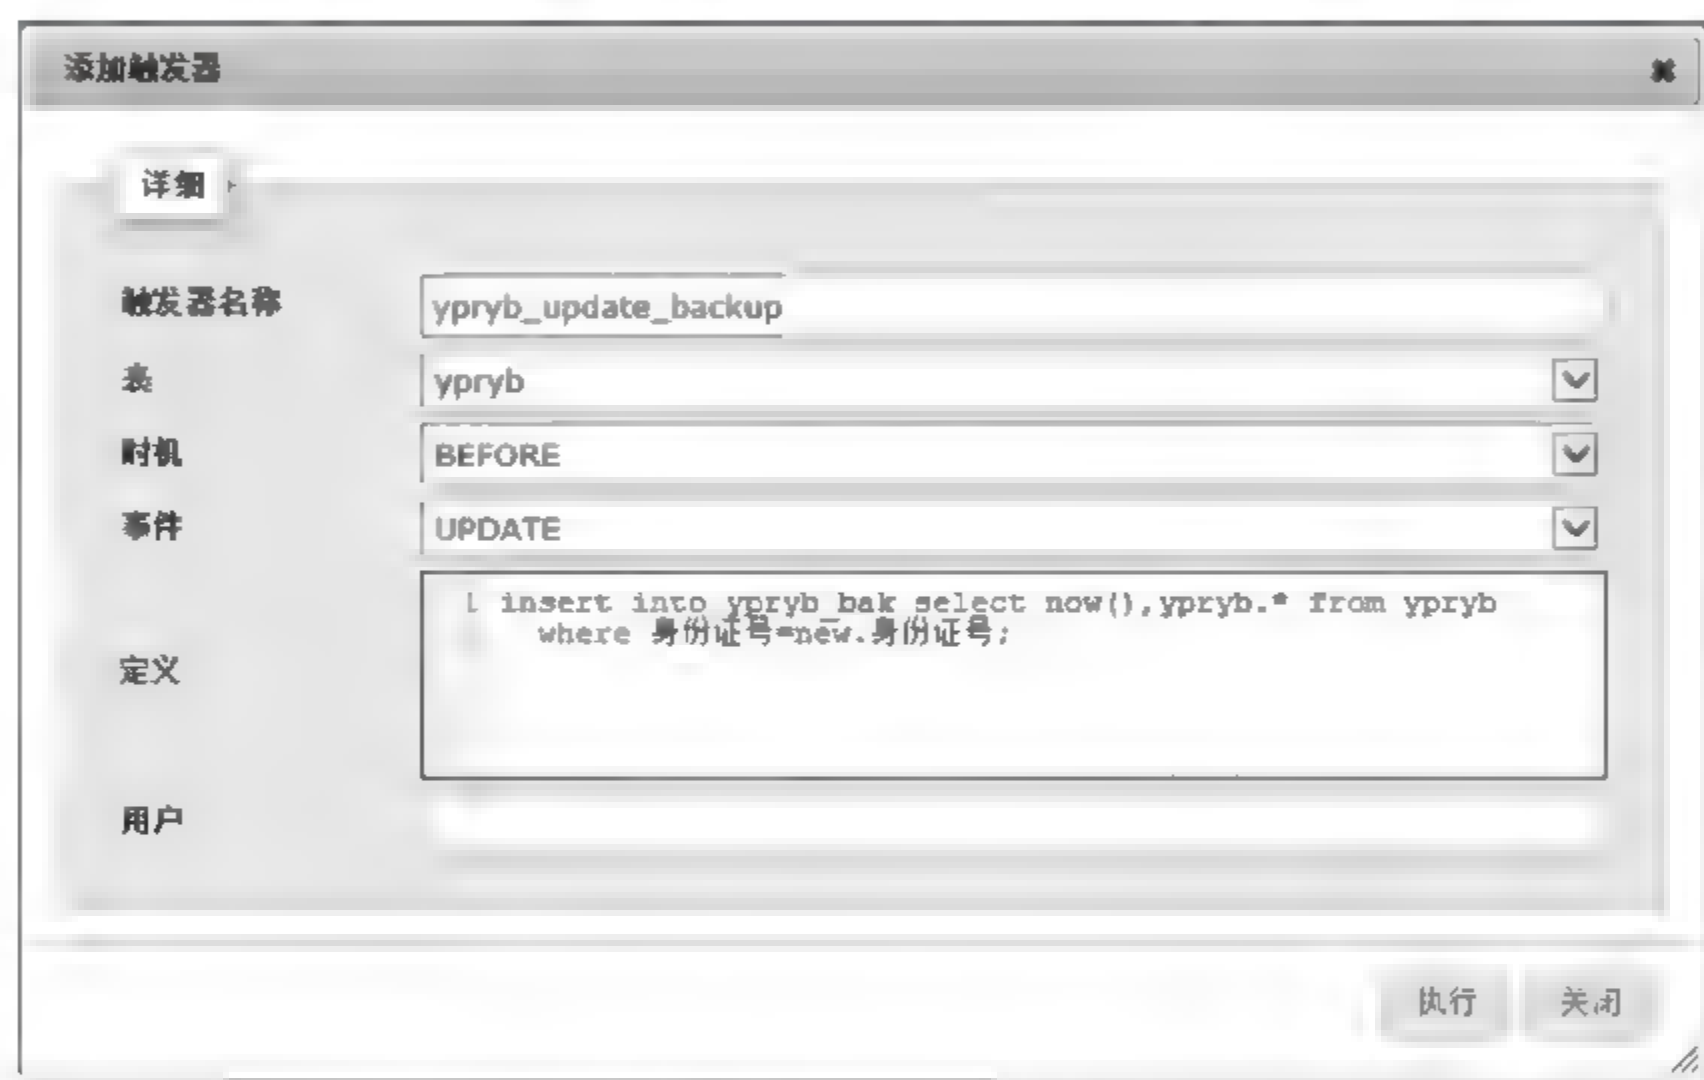 添加触发器
详细
触发器名称 ypryb_update_backup
表 ypryb
时机 BEFORE
事件 UPDATE
定义
1 insert into ypryb_bak select now(),ypryb.* from ypryb
where 身份证号=new.身份证号;
用户
执行 关闭